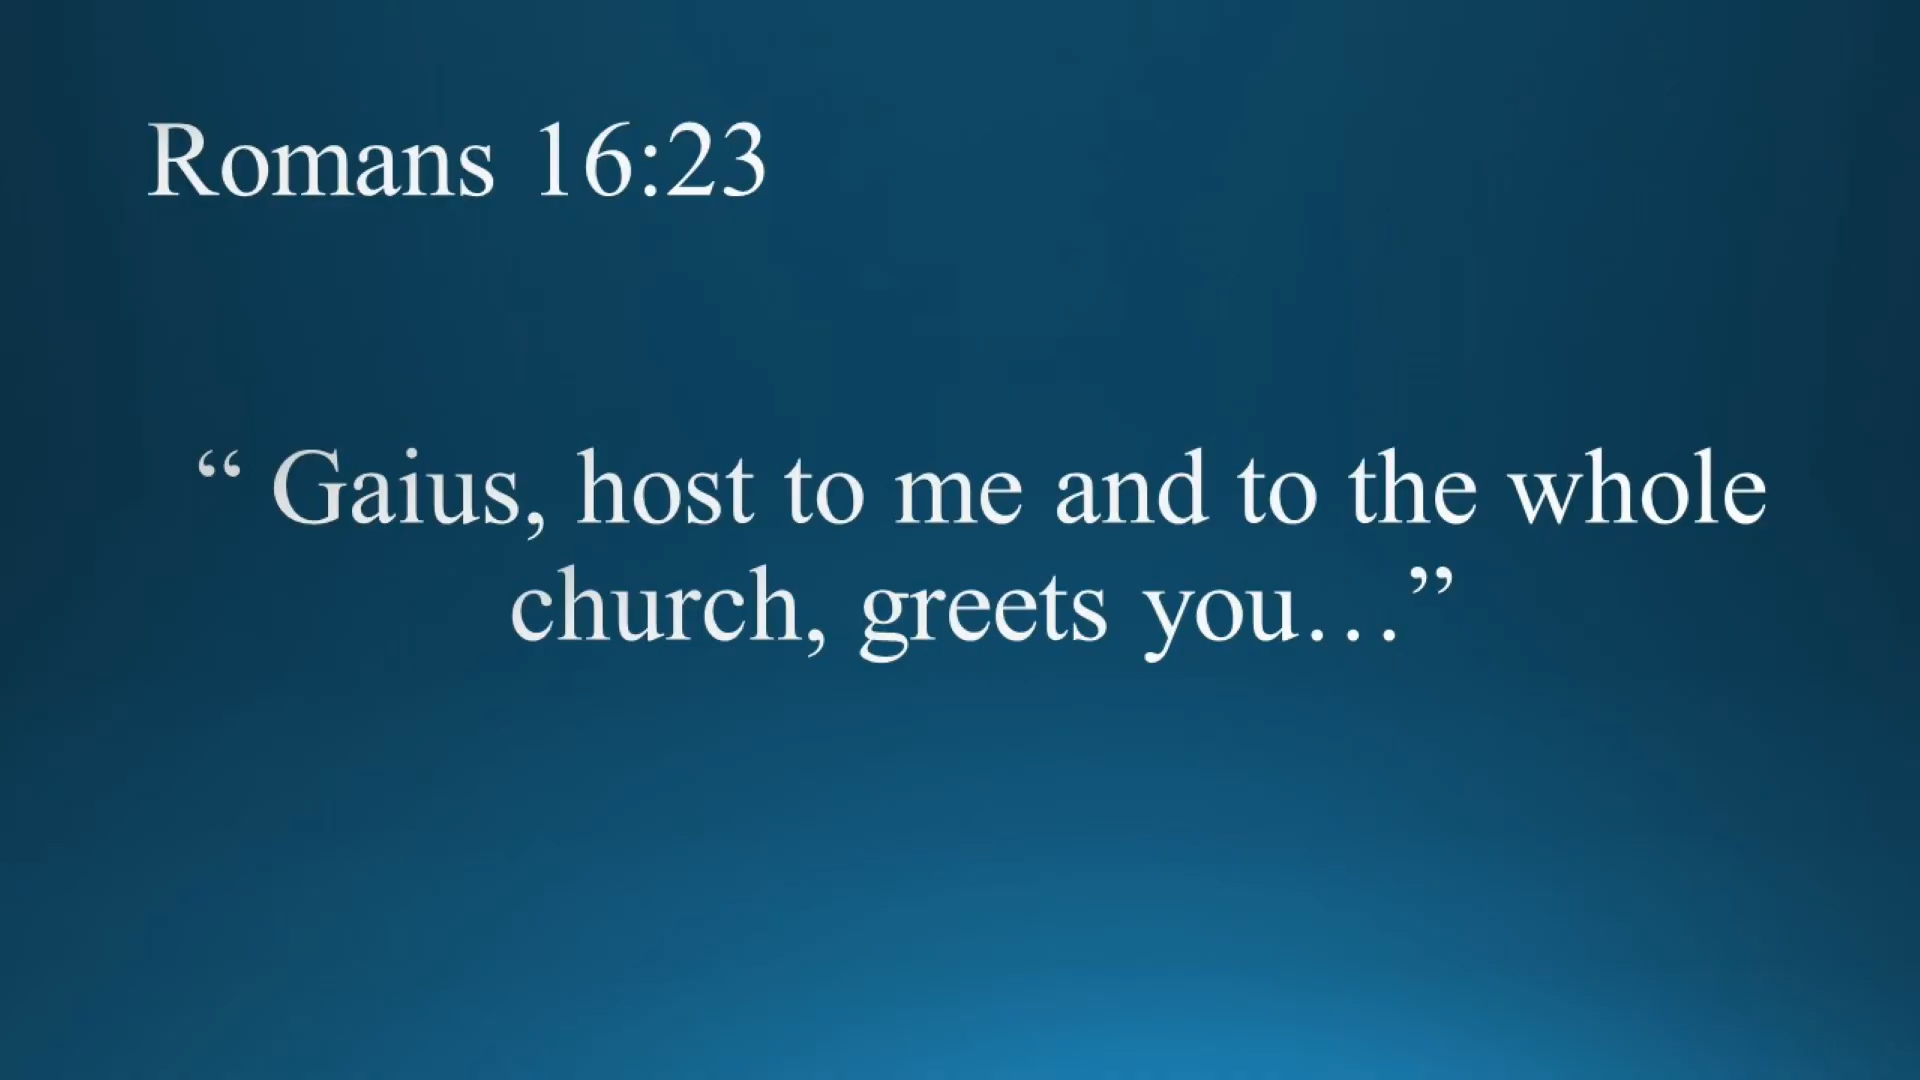 Romans 16:23
“ Gaius, host to me and to the whole
church, greets you…”